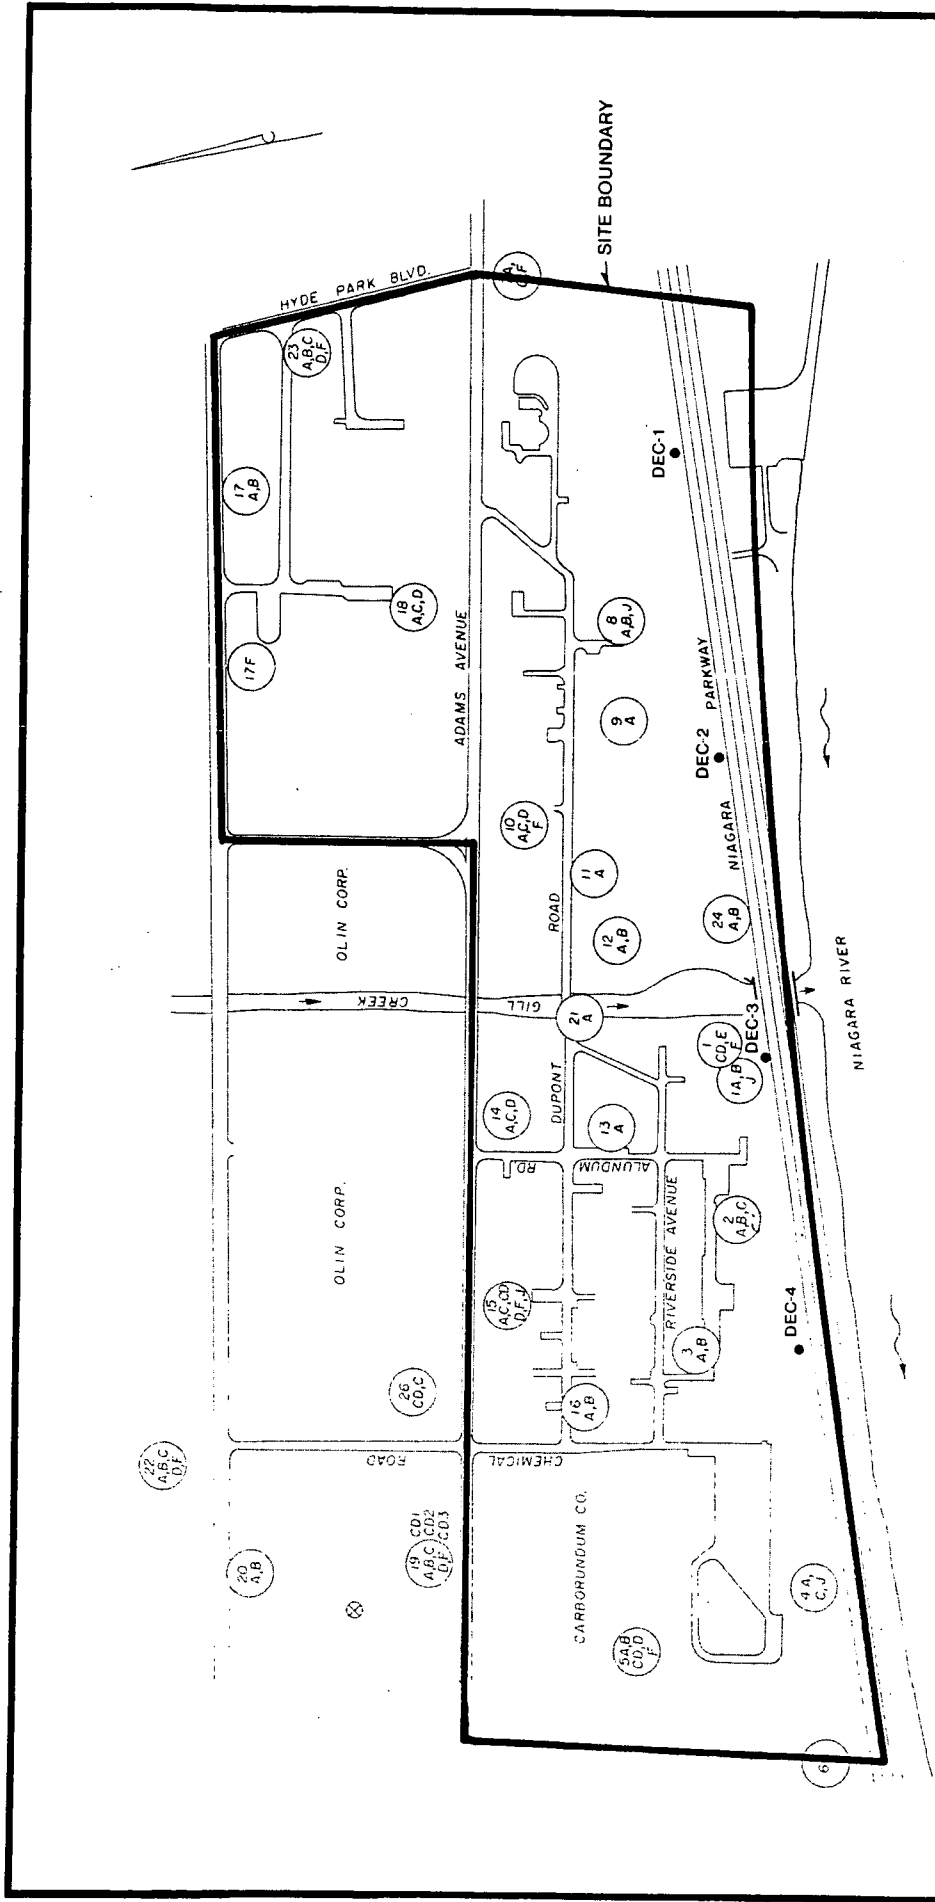 HYDE PARK BLVD.
SITE BOUNDARY
23
A,B,C
D,F
17
A,B
17F
18
A,C,D
ADAMS AVENUE
DEC-1
8
A,B,J
9
A
DEC-2
NIAGARA PARKWAY
10
A,C,D
F
11
A
12
A,B
24
A,B
OLIN CORP.
GILL CREEK
21
A
DUPONT ROAD
NIAGARA RIVER
1
CD,E
F
1A,B
J
DEC-3
14
A,C,D
13
A
ALUNDUM RD.
OLIN CORP.
2
A,B,C
RIVERSIDE AVENUE
15
A,C,CD
D,F,J
3
A,B
DEC-4
26
CD,C
16
A,B
CHEMICAL ROAD
22
A,B,C
D,F
20
A,B
19
A,B,C
D,F
CD1
CD2
CD3
CARBORUNDUM CO.
5A,B
CD,D
F
4A,
C,J
6